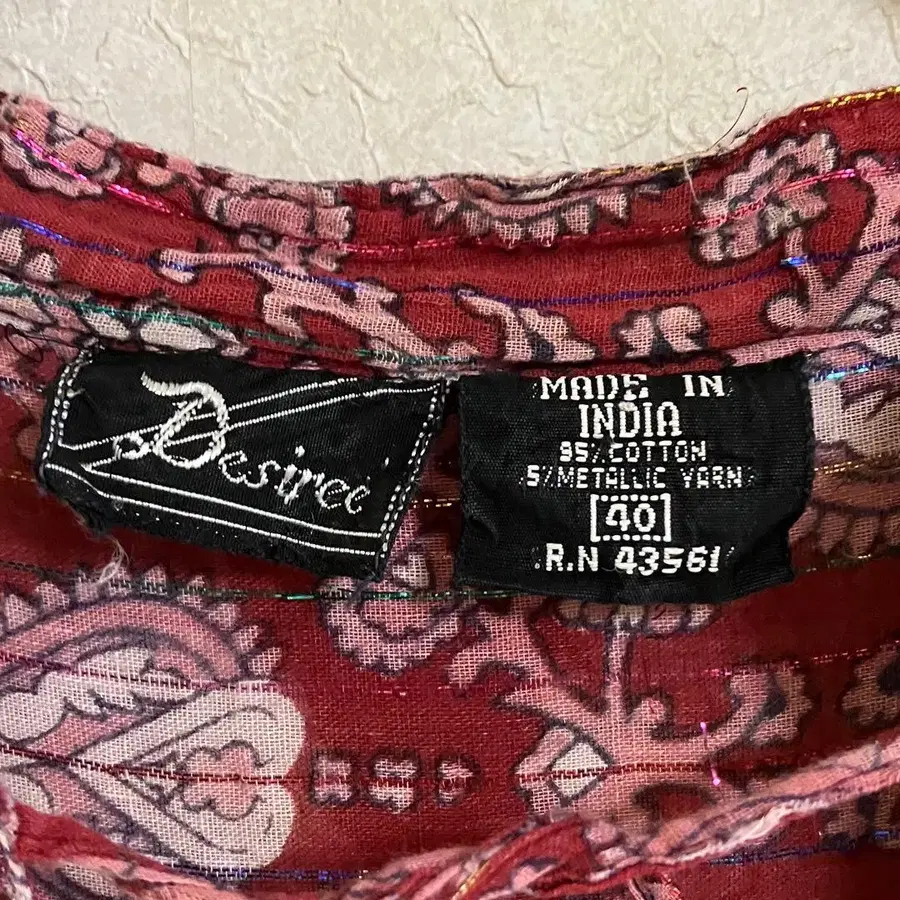 Desiree
MADE IN
INDIA
95% COTTON
5% METALLIC YARN
40
R.N 43561